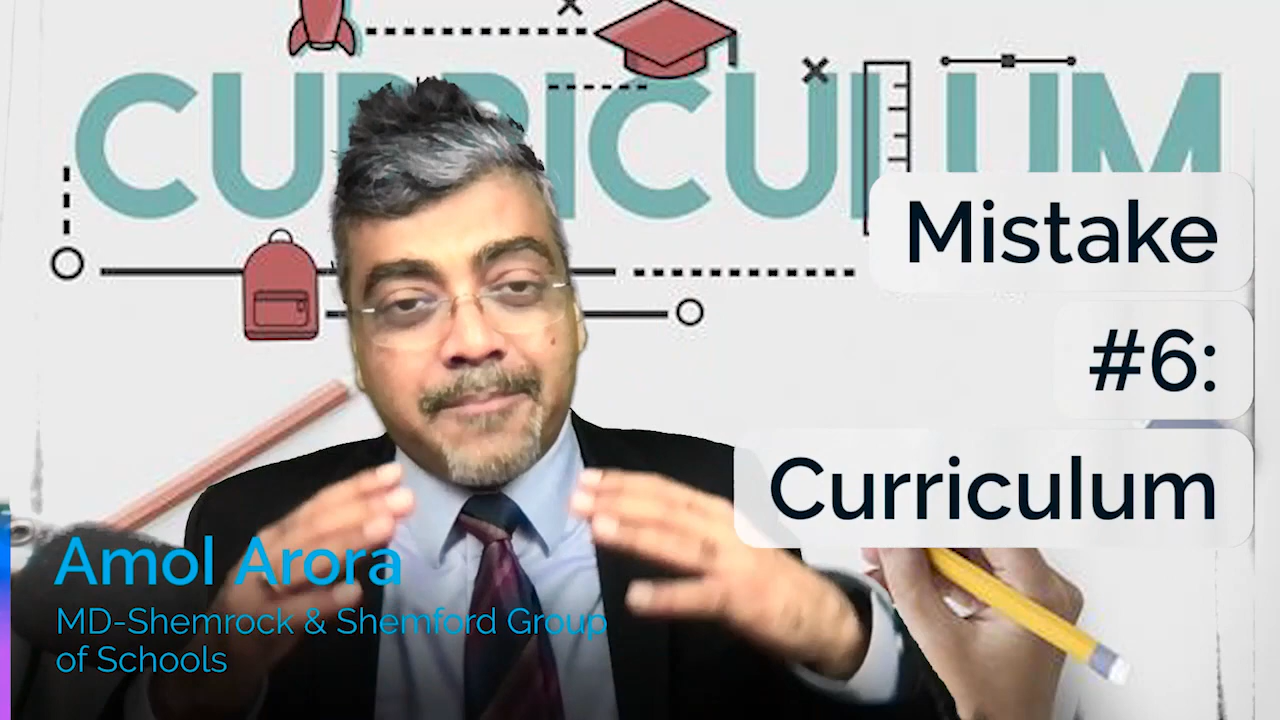 CURRICULUM
Mistake
#6:
Curriculum
Amol Arora
MD-Shemrock & Shemford Group
of Schools